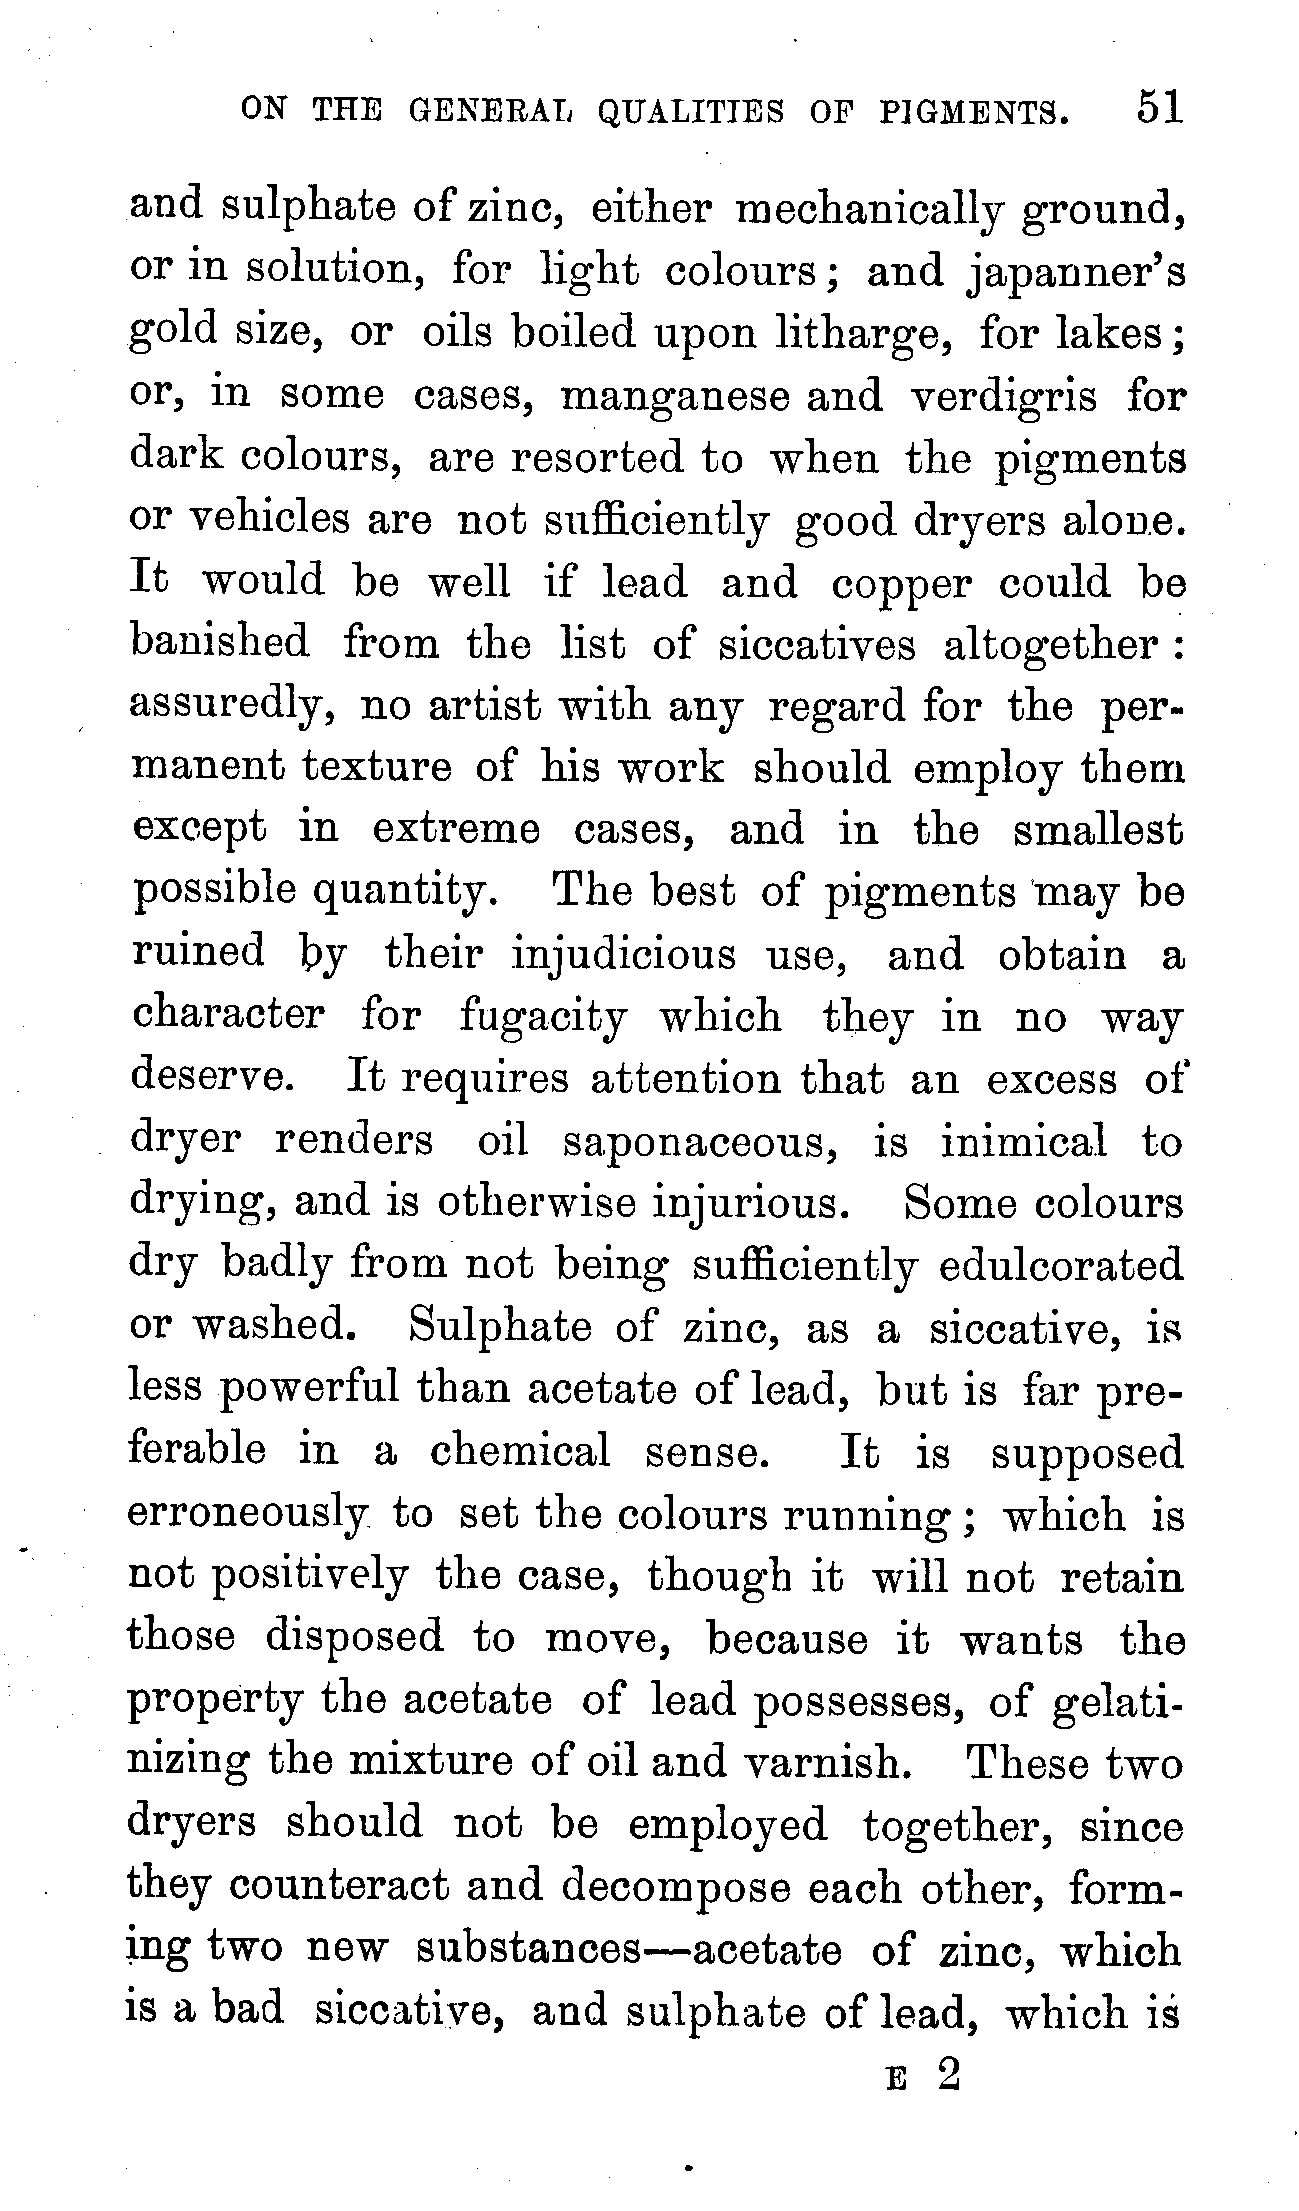 ON THE GENERAL QUALITIES OF PIGMENTS. 51
and sulphate of zinc, either mechanically ground,
or in solution, for light colours; and japanner's
gold size, or oils boiled upon litharge, for lakes;
or, in some cases, manganese and verdigris for
dark colours, are resorted to when the pigments
or vehicles are not sufficiently good dryers alone.
It would be well if lead and copper could be
banished from the list of siccatives altogether:
assuredly, no artist with any regard for the per-
manent texture of his work should employ them
except in extreme cases, and in the smallest
possible quantity. The best of pigments may be
ruined by their injudicious use, and obtain a
character for fugacity which they in no way
deserve. It requires attention that an excess of
dryer renders oil saponaceous, is inimical to
drying, and is otherwise injurious. Some colours
dry badly from not being sufficiently edulcorated
or washed. Sulphate of zinc, as a siccative, is
less powerful than acetate of lead, but is far pre-
ferable in a chemical sense. It is supposed
erroneously to set the colours running; which is
not positively the case, though it will not retain
those disposed to move, because it wants the
property the acetate of lead possesses, of gelati-
nizing the mixture of oil and varnish. These two
dryers should not be employed together, since
they counteract and decompose each other, form-
ing two new substances—acetate of zinc, which
is a bad siccative, and sulphate of lead, which is
E 2